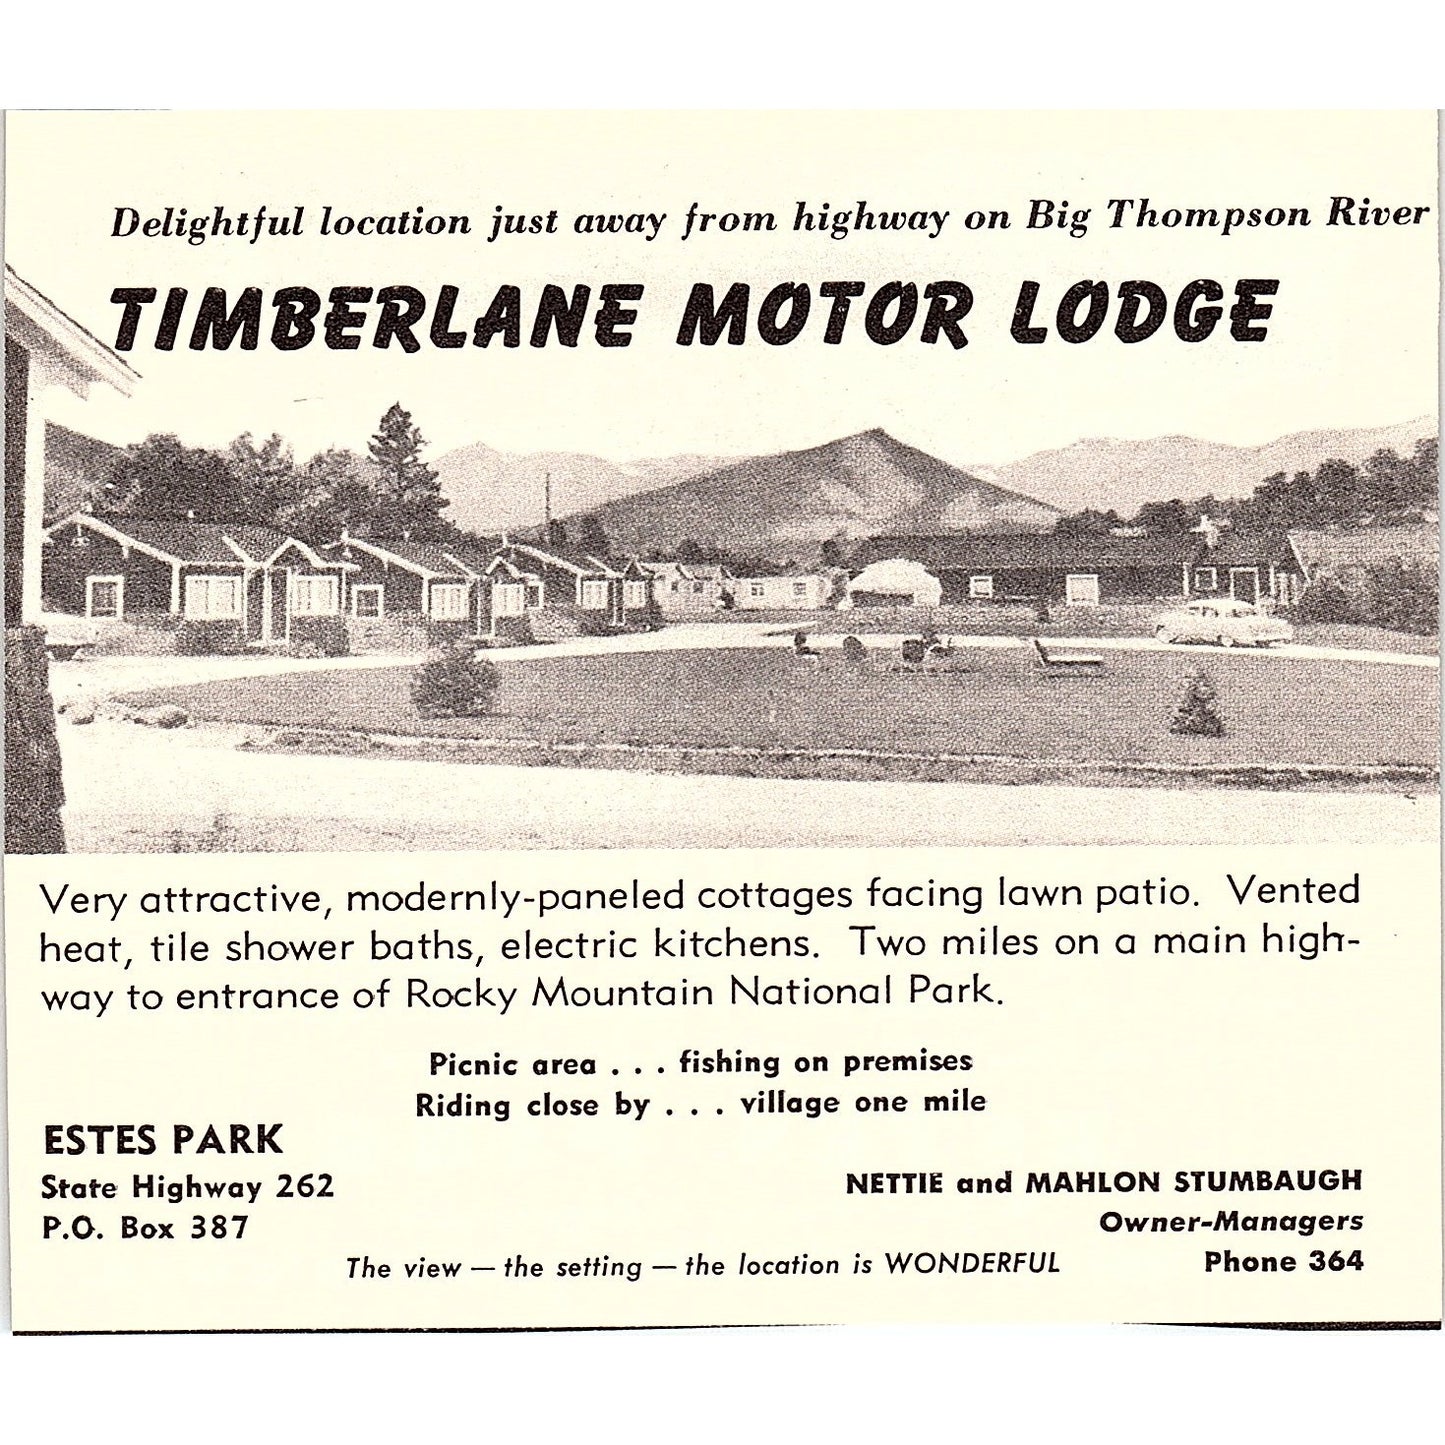 Delightful location just away from highway on Big Thompson River
TIMBERLANE MOTOR LODGE
Very attractive, modernly-paneled cottages facing lawn patio. Vented
heat, tile shower baths, electric kitchens. Two miles on a main high-
way to entrance of Rocky Mountain National Park.
Picnic area . . . fishing on premises
Riding close by . . . village one mile
ESTES PARK
State Highway 262
P.O. Box 387
NETTIE and MAHLON STUMBAUGH
Owner-Managers
Phone 364
The view — the setting — the location is WONDERFUL